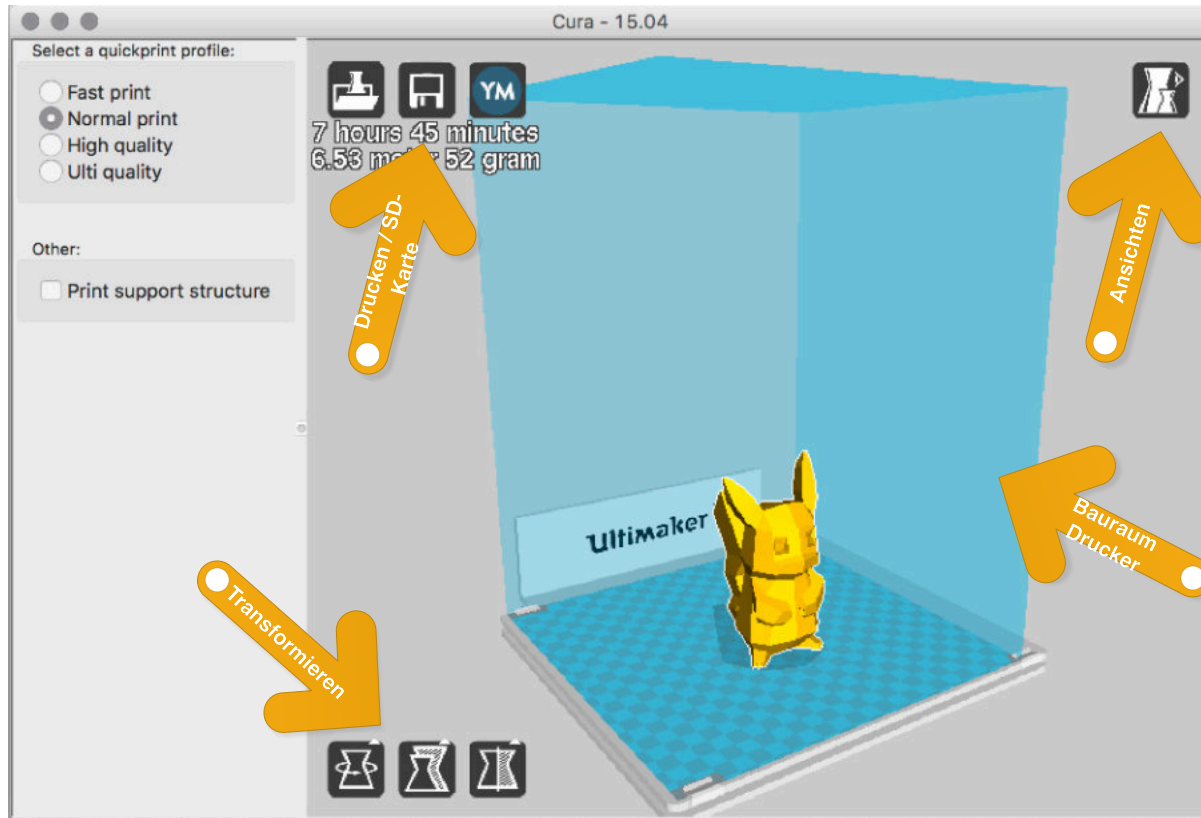 Cura - 15.04
Select a quickprint profile:
Fast print
Normal print
High quality
Ulti quality
Other:
Print support structure
YM
7 hours 45 minutes
6.53 meter 52 gram
Drucken / SD-
Karte
Ansichten
Ultimaker
Bauraum
Drucker
Transformieren